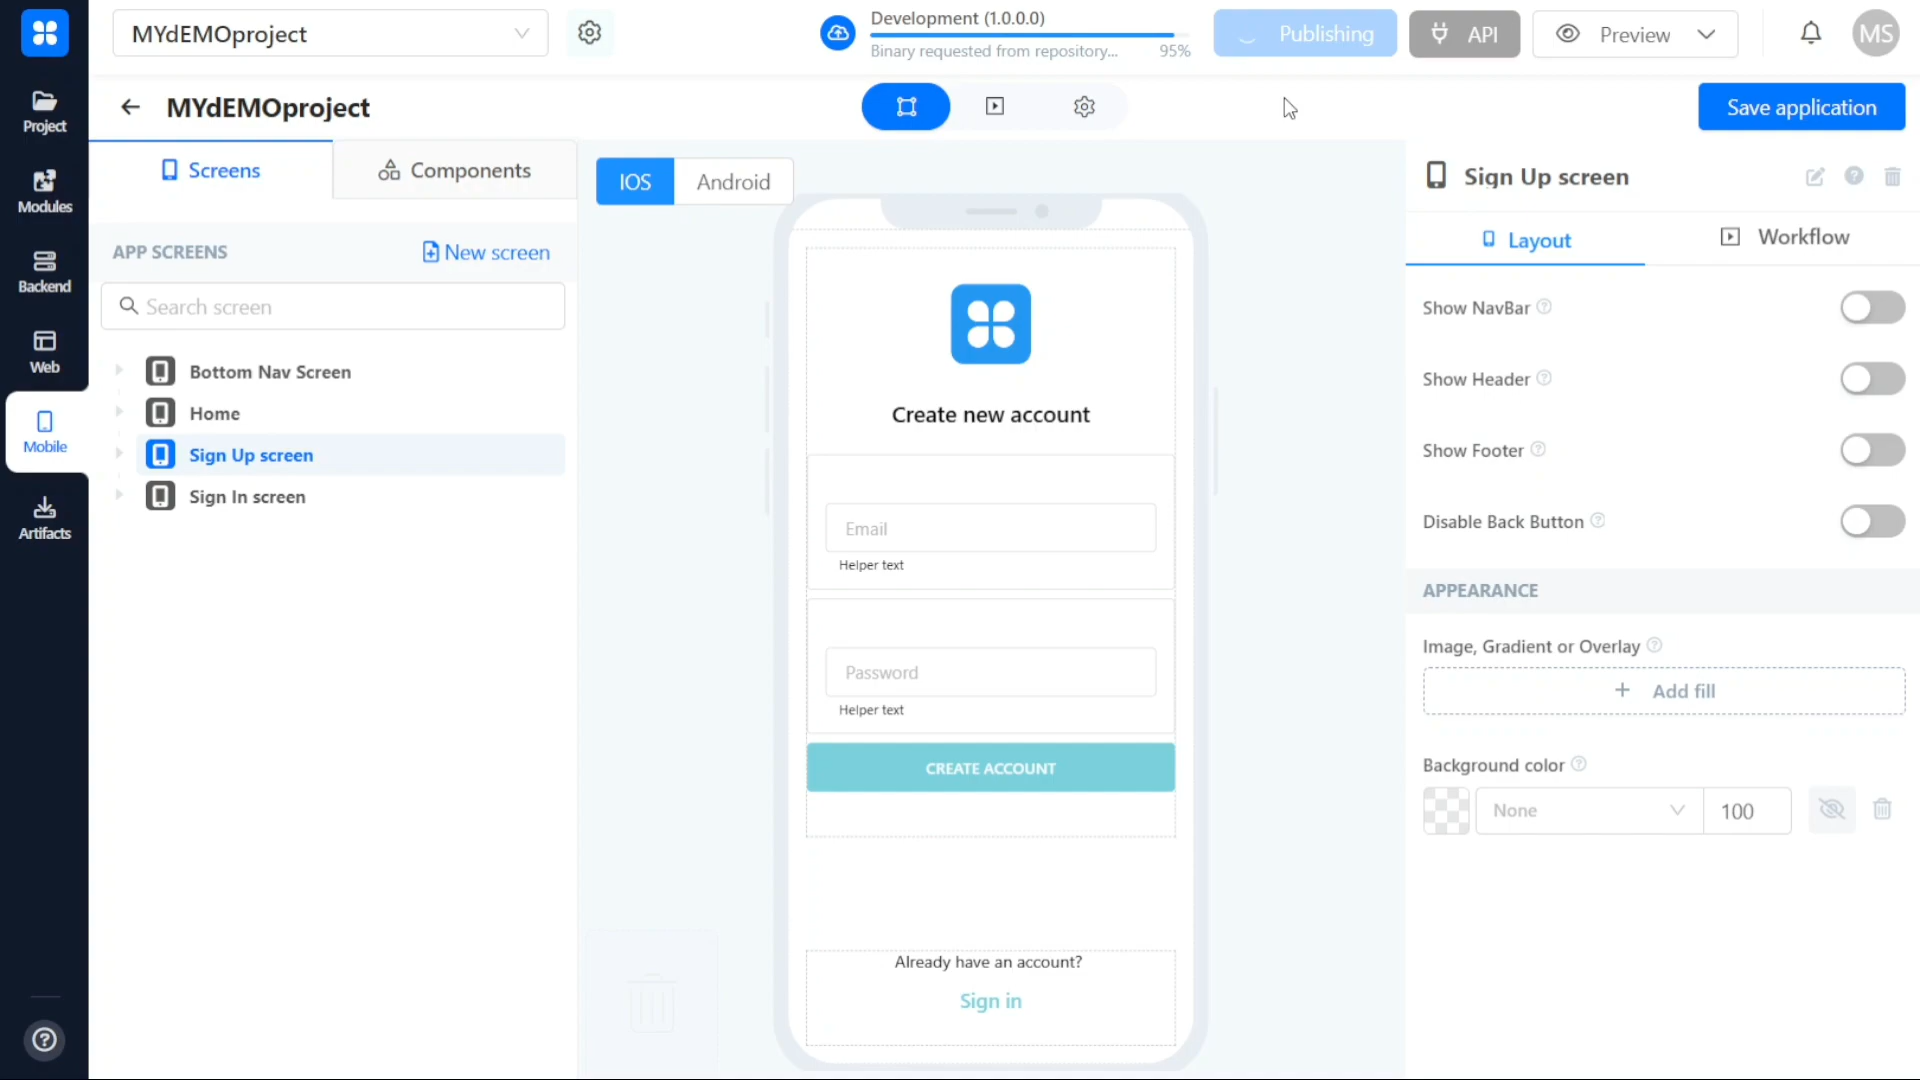 MYdEMOproject
Development (1.0.0.0)
Binary requested from repository...
95%
Publishing
API
Preview
MS
MYdEMOproject
Save application
Project
Modules
Backend
Web
Mobile
Artifacts
Screens
Components
APP SCREENS
New screen
Search screen
Bottom Nav Screen
Home
Sign Up screen
Sign In screen
IOS
Android
Create new account
Email
Helper text
Password
Helper text
CREATE ACCOUNT
Already have an account?
Sign in
Sign Up screen
Layout
Workflow
Show NavBar
Show Header
Show Footer
Disable Back Button
APPEARANCE
Image, Gradient or Overlay
+ Add fill
Background color
None
100